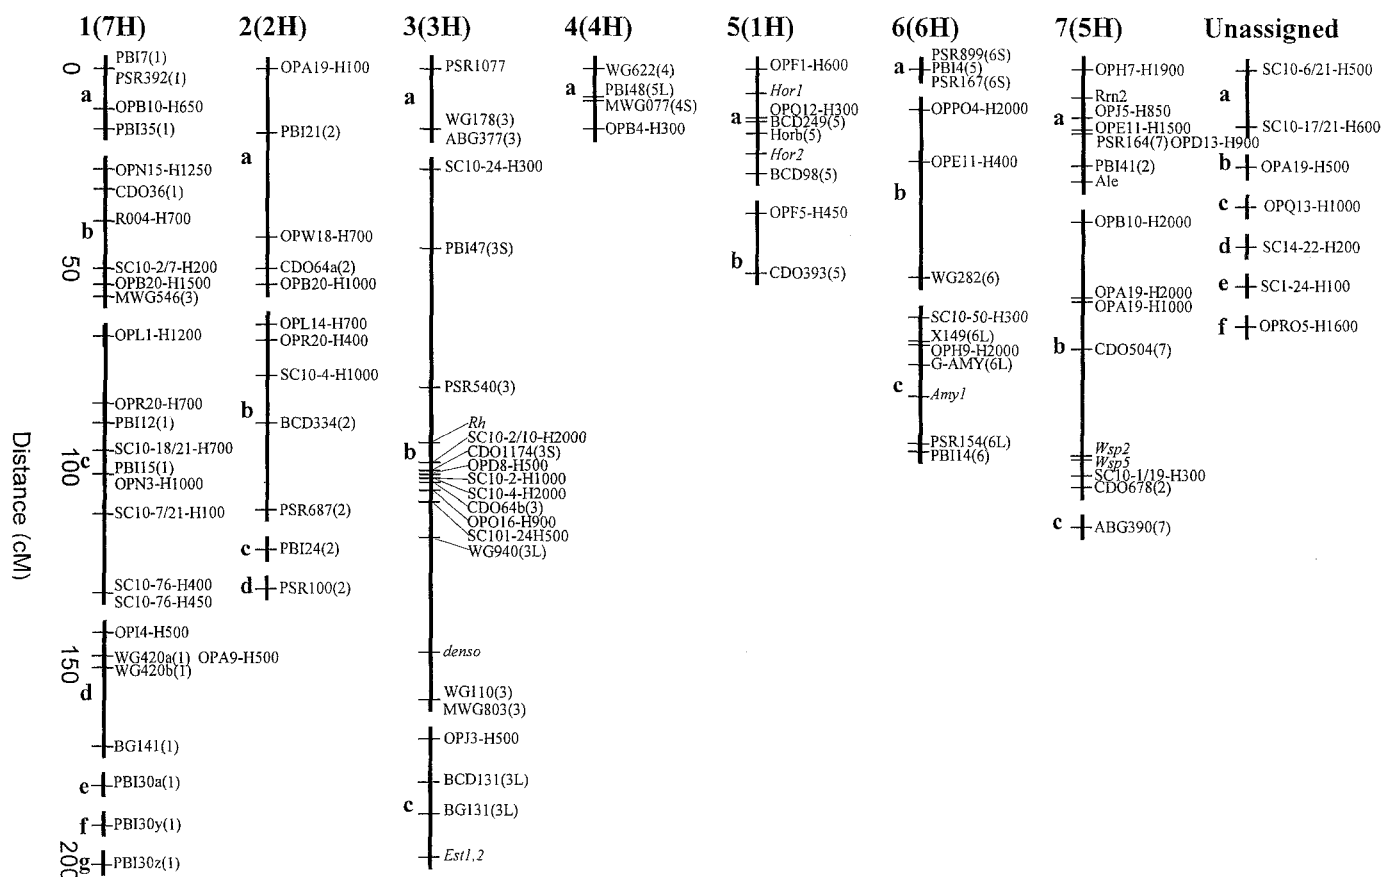 1(7H) 2(2H) 3(3H) 4(4H) 5(1H) 6(6H) 7(5H) Unassigned
Distance (cM)
0
50
100
150
200
PBI7(1)
PSR392(1)
a
OPB10-H650
PBI35(1)
OPN15-H1250
CDO36(1)
R004-H700
b
SC10-2/7-H200
OPB20-H1500
MWG546(3)
OPL1-H1200
OPR20-H700
PBI12(1)
SC10-18/21-H700
c
PBI15(1)
OPN3-H1000
SC10-7/21-H100
SC10-76-H400
SC10-76-H450
OPI4-H500
WG420a(1) OPA9-H500
WG420b(1)
d
BG141(1)
e PBI30a(1)
f PBI30y(1)
g PBI30z(1)
OPA19-H100
PBI21(2)
a
OPW18-H700
CDO64a(2)
OPB20-H1000
OPL14-H700
OPR20-H400
SC10-4-H1000
b
BCD334(2)
PSR687(2)
c PBI24(2)
d PSR100(2)
PSR1077
a
WG178(3)
ABG377(3)
SC10-24-H300
PBI47(3S)
PSR540(3)
Rh
SC10-2/10-H2000
b
CDO1174(3S)
OPD8-H500
SC10-2-H1000
SC10-4-H2000
CDO64b(3)
OPO16-H900
SC101-24H500
WG940(3L)
denso
WG110(3)
MWG803(3)
OPJ3-H500
BCD131(3L)
c
BG131(3L)
Est1,2
WG622(4)
a
PBI48(5L)
MWG077(4S)
OPB4-H300
OPF1-H600
Hor1
OPQ12-H300
a
BCD249(5)
Horb(5)
Hor2
BCD98(5)
OPF5-H450
b
CDO393(5)
PSR899(6S)
a PBI4(5)
PSR167(6S)
OPPO4-H2000
OPE11-H400
b
WG282(6)
SC10-50-H300
X149(6L)
OPH9-H2000
G-AMY(6L)
c
Amy1
PSR154(6L)
PBI14(6)
OPH7-H1900
Rrn2
OPJ5-H850
a
OPE11-H1500
PSR164(7) OPD13-H900
PBI41(2)
Ale
OPB10-H2000
OPA19-H2000
OPA19-H1000
b CDO504(7)
Wsp2
Wsp5
SC10-1/19-H300
CDO678(2)
c ABG390(7)
SC10-6/21-H500
a
SC10-17/21-H600
b OPA19-H500
c OPQ13-H1000
d SC14-22-H200
e SC1-24-H100
f OPRO5-H1600